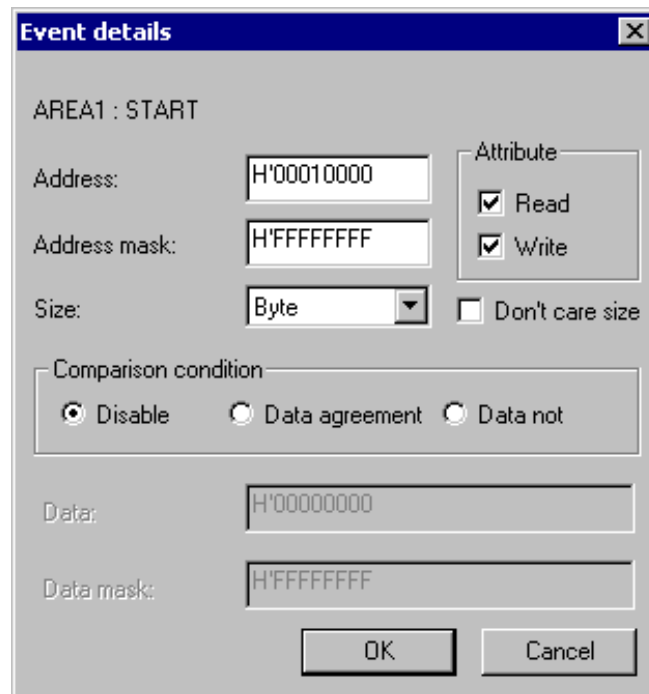 Event details
AREA1 : START
Address: H'00010000
Attribute
Read
Address mask: H'FFFFFFFF
Write
Size: Byte Don't care size
Comparison condition
Disable Data agreement Data not
Data: H'00000000
Data mask: H'FFFFFFFF
OK Cancel